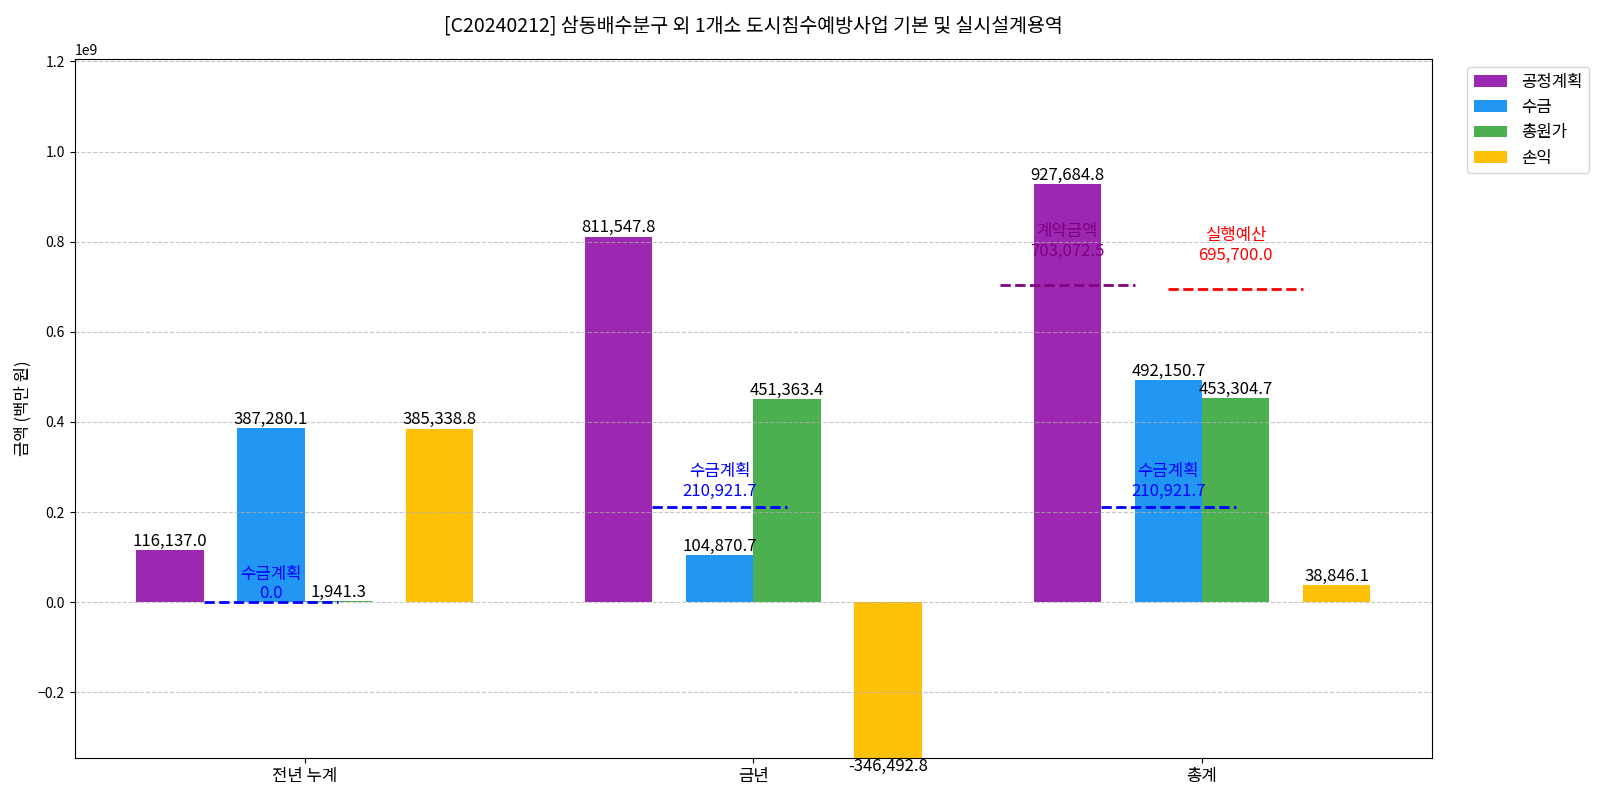 [C20240212] 삼동배수분구 외 1개소 도시침수예방사업 기본 및 실시설계용역
1e9
금액 (백만 원)
1.2
1.0
0.8
0.6
0.4
0.2
0.0
−0.2
116,137.0
387,280.1
수금계획
0.0
1,941.3
385,338.8
811,547.8
수금계획
210,921.7
104,870.7
451,363.4
-346,492.8
927,684.8
계약금액
703,072.5
실행예산
695,700.0
492,150.7
453,304.7
수금계획
210,921.7
38,846.1
전년 누계
금년
총계
공정계획
수금
총원가
손익